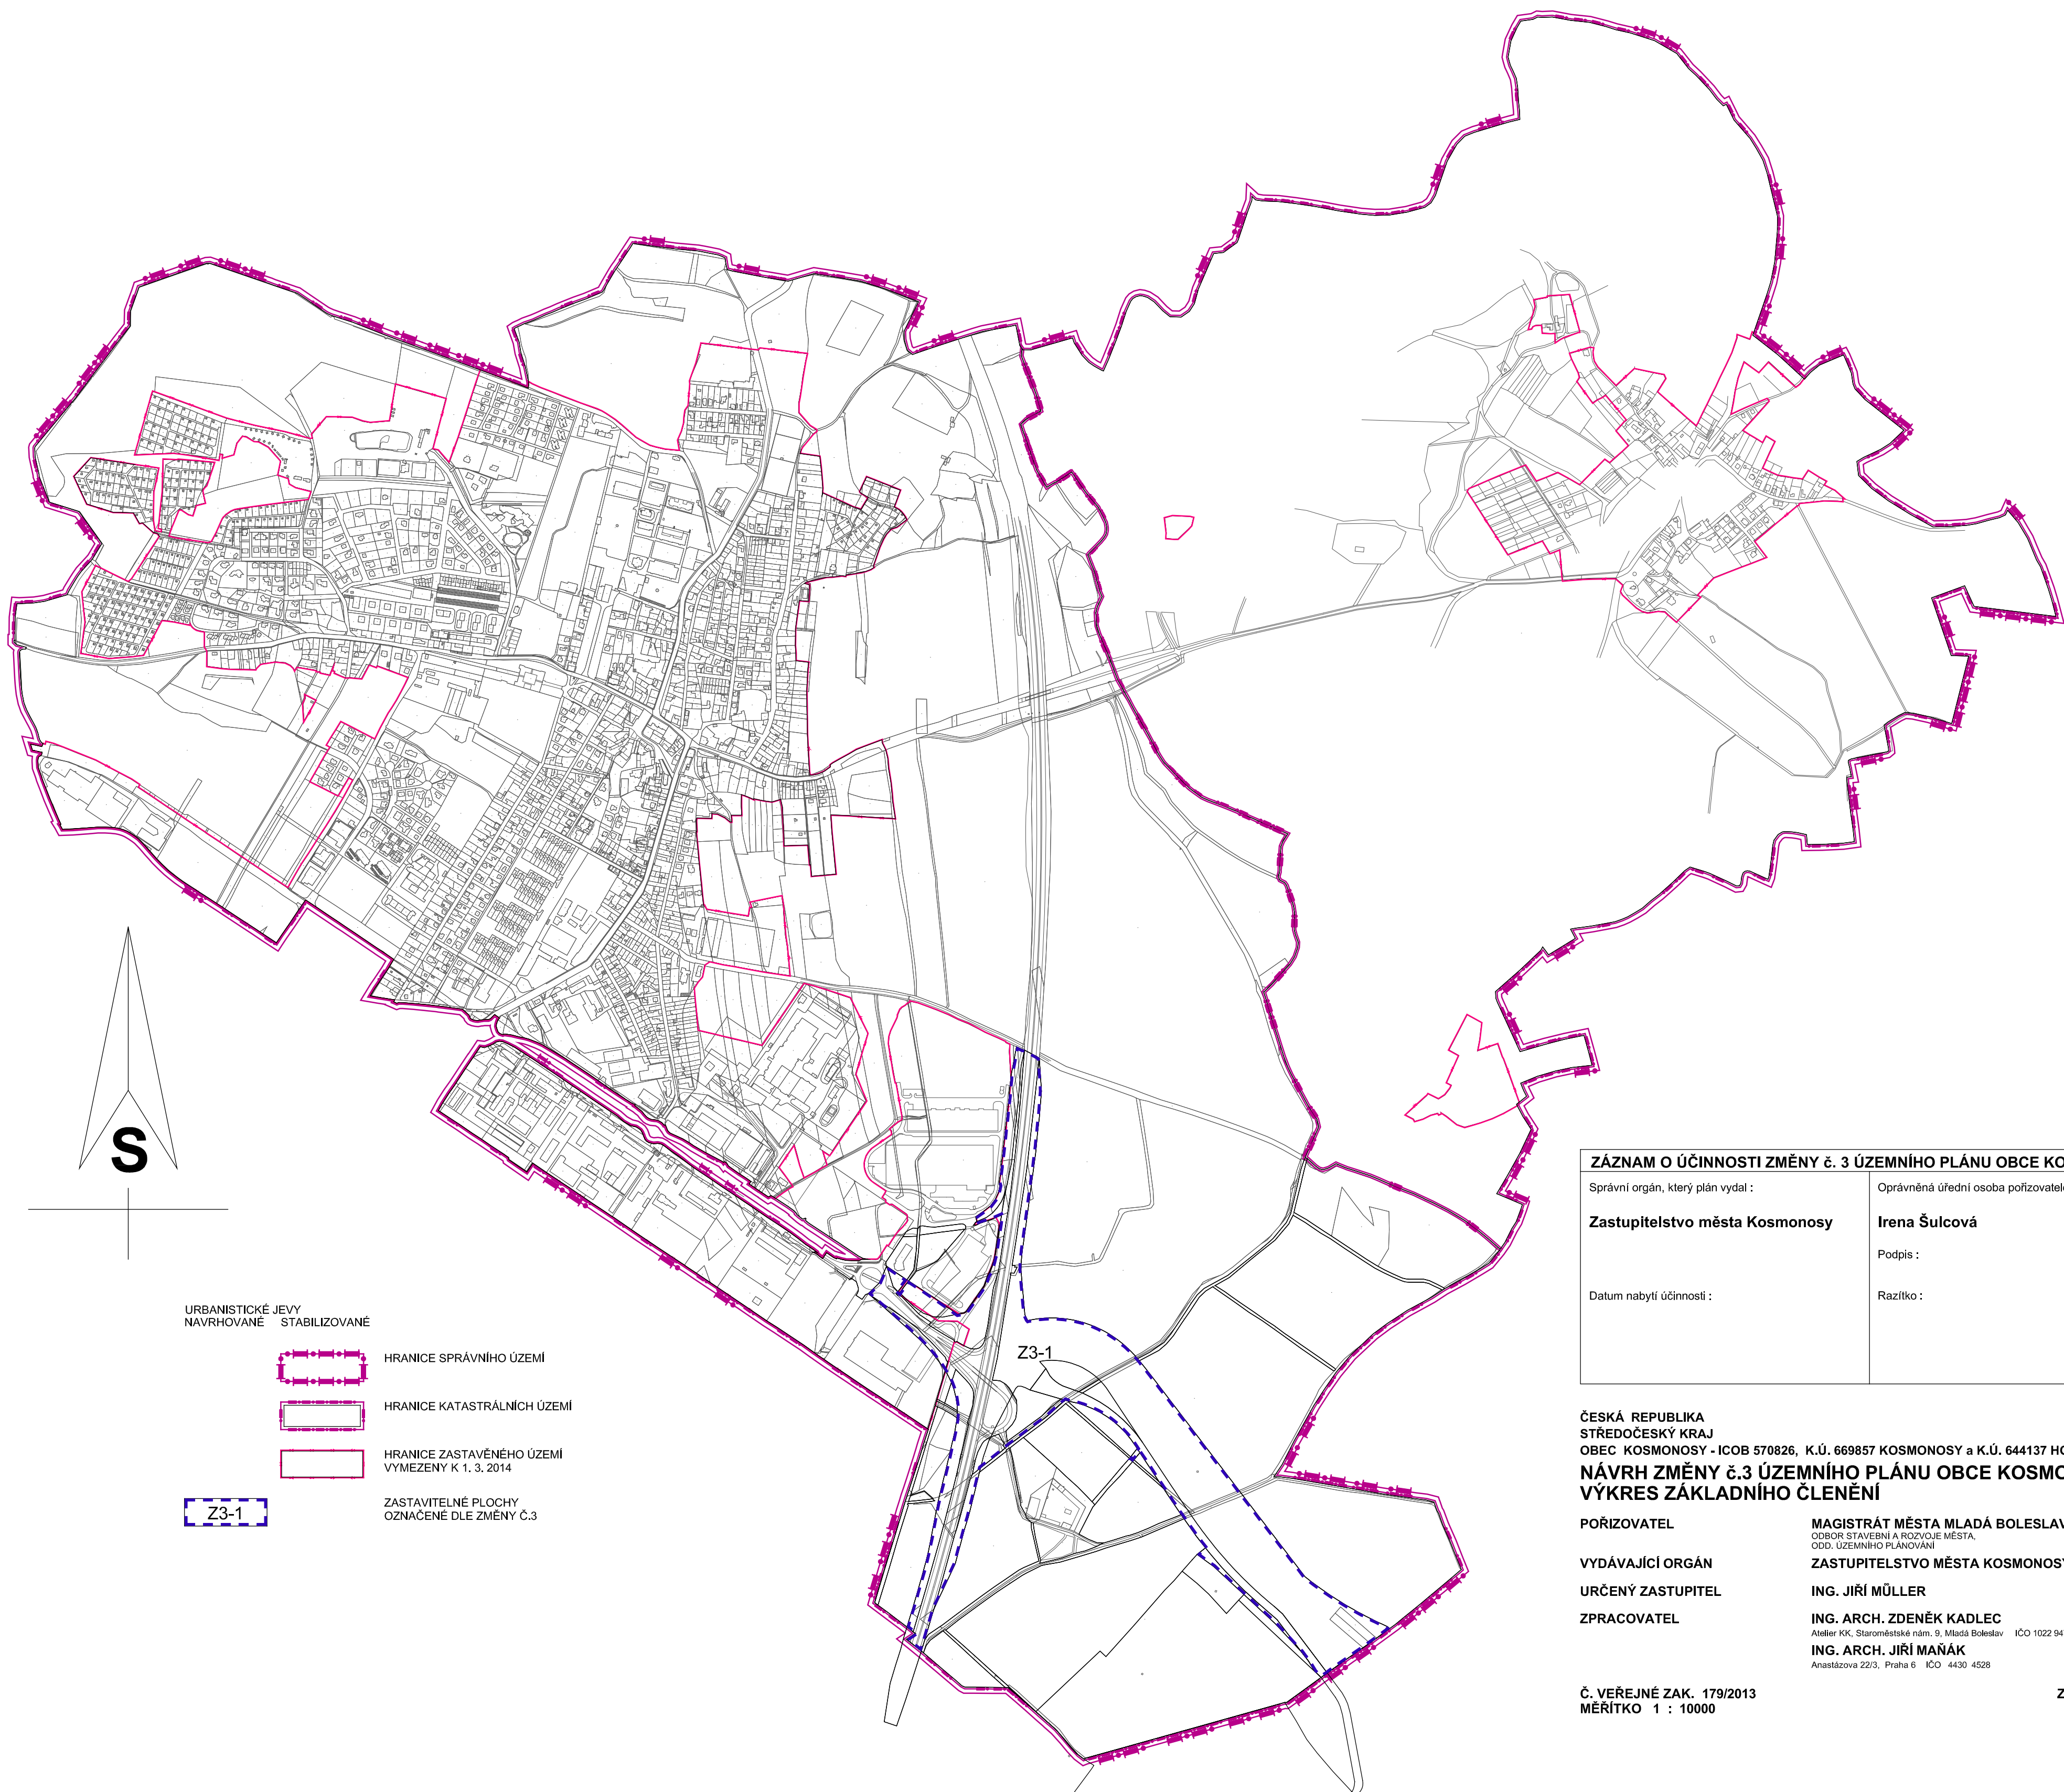 Z3-1
S
URBANISTICKÉ JEVY
NAVRHOVANÉ STABILIZOVANÉ
HRANICE SPRÁVNÍHO ÚZEMÍ
HRANICE KATASTRÁLNÍCH ÚZEMÍ
HRANICE ZASTAVĚNÉHO ÚZEMÍ
VYMEZENY K 1. 3. 2014
Z3-1
ZASTAVITELNÉ PLOCHY
OZNAČENÉ DLE ZMĚNY Č.3
ZÁZNAM O ÚČINNOSTI ZMĚNY č. 3 ÚZEMNÍHO PLÁNU OBCE KO
Správní orgán, který plán vydal :
Zastupitelstvo města Kosmonosy
Datum nabytí účinnosti :
Oprávněná úřední osoba pořizovatel
Irena Šulcová
Podpis :
Razítko :
ČESKÁ REPUBLIKA
STŘEDOČESKÝ KRAJ
OBEC KOSMONOSY - ICOB 570826, K.Ú. 669857 KOSMONOSY a K.Ú. 644137 HO
NÁVRH ZMĚNY č.3 ÚZEMNÍHO PLÁNU OBCE KOSMO
VÝKRES ZÁKLADNÍHO ČLENĚNÍ
POŘIZOVATEL MAGISTRÁT MĚSTA MLADÁ BOLESLAV
ODBOR STAVEBNÍ A ROZVOJE MĚSTA,
ODD. ÚZEMNÍHO PLÁNOVÁNÍ
VYDÁVAJÍCÍ ORGÁN ZASTUPITELSTVO MĚSTA KOSMONOSY
URČENÝ ZASTUPITEL ING. JIŘÍ MŰLLER
ZPRACOVATEL ING. ARCH. ZDENĚK KADLEC
Atelier KK, Staroměstské nám. 9, Mladá Boleslav IČO 1022 94
ING. ARCH. JIŘÍ MAŇÁK
Anastázova 22/3, Praha 6 IČO 4430 4528
Č. VEŘEJNÉ ZAK. 179/2013 Z
MĚŘÍTKO 1 : 10000